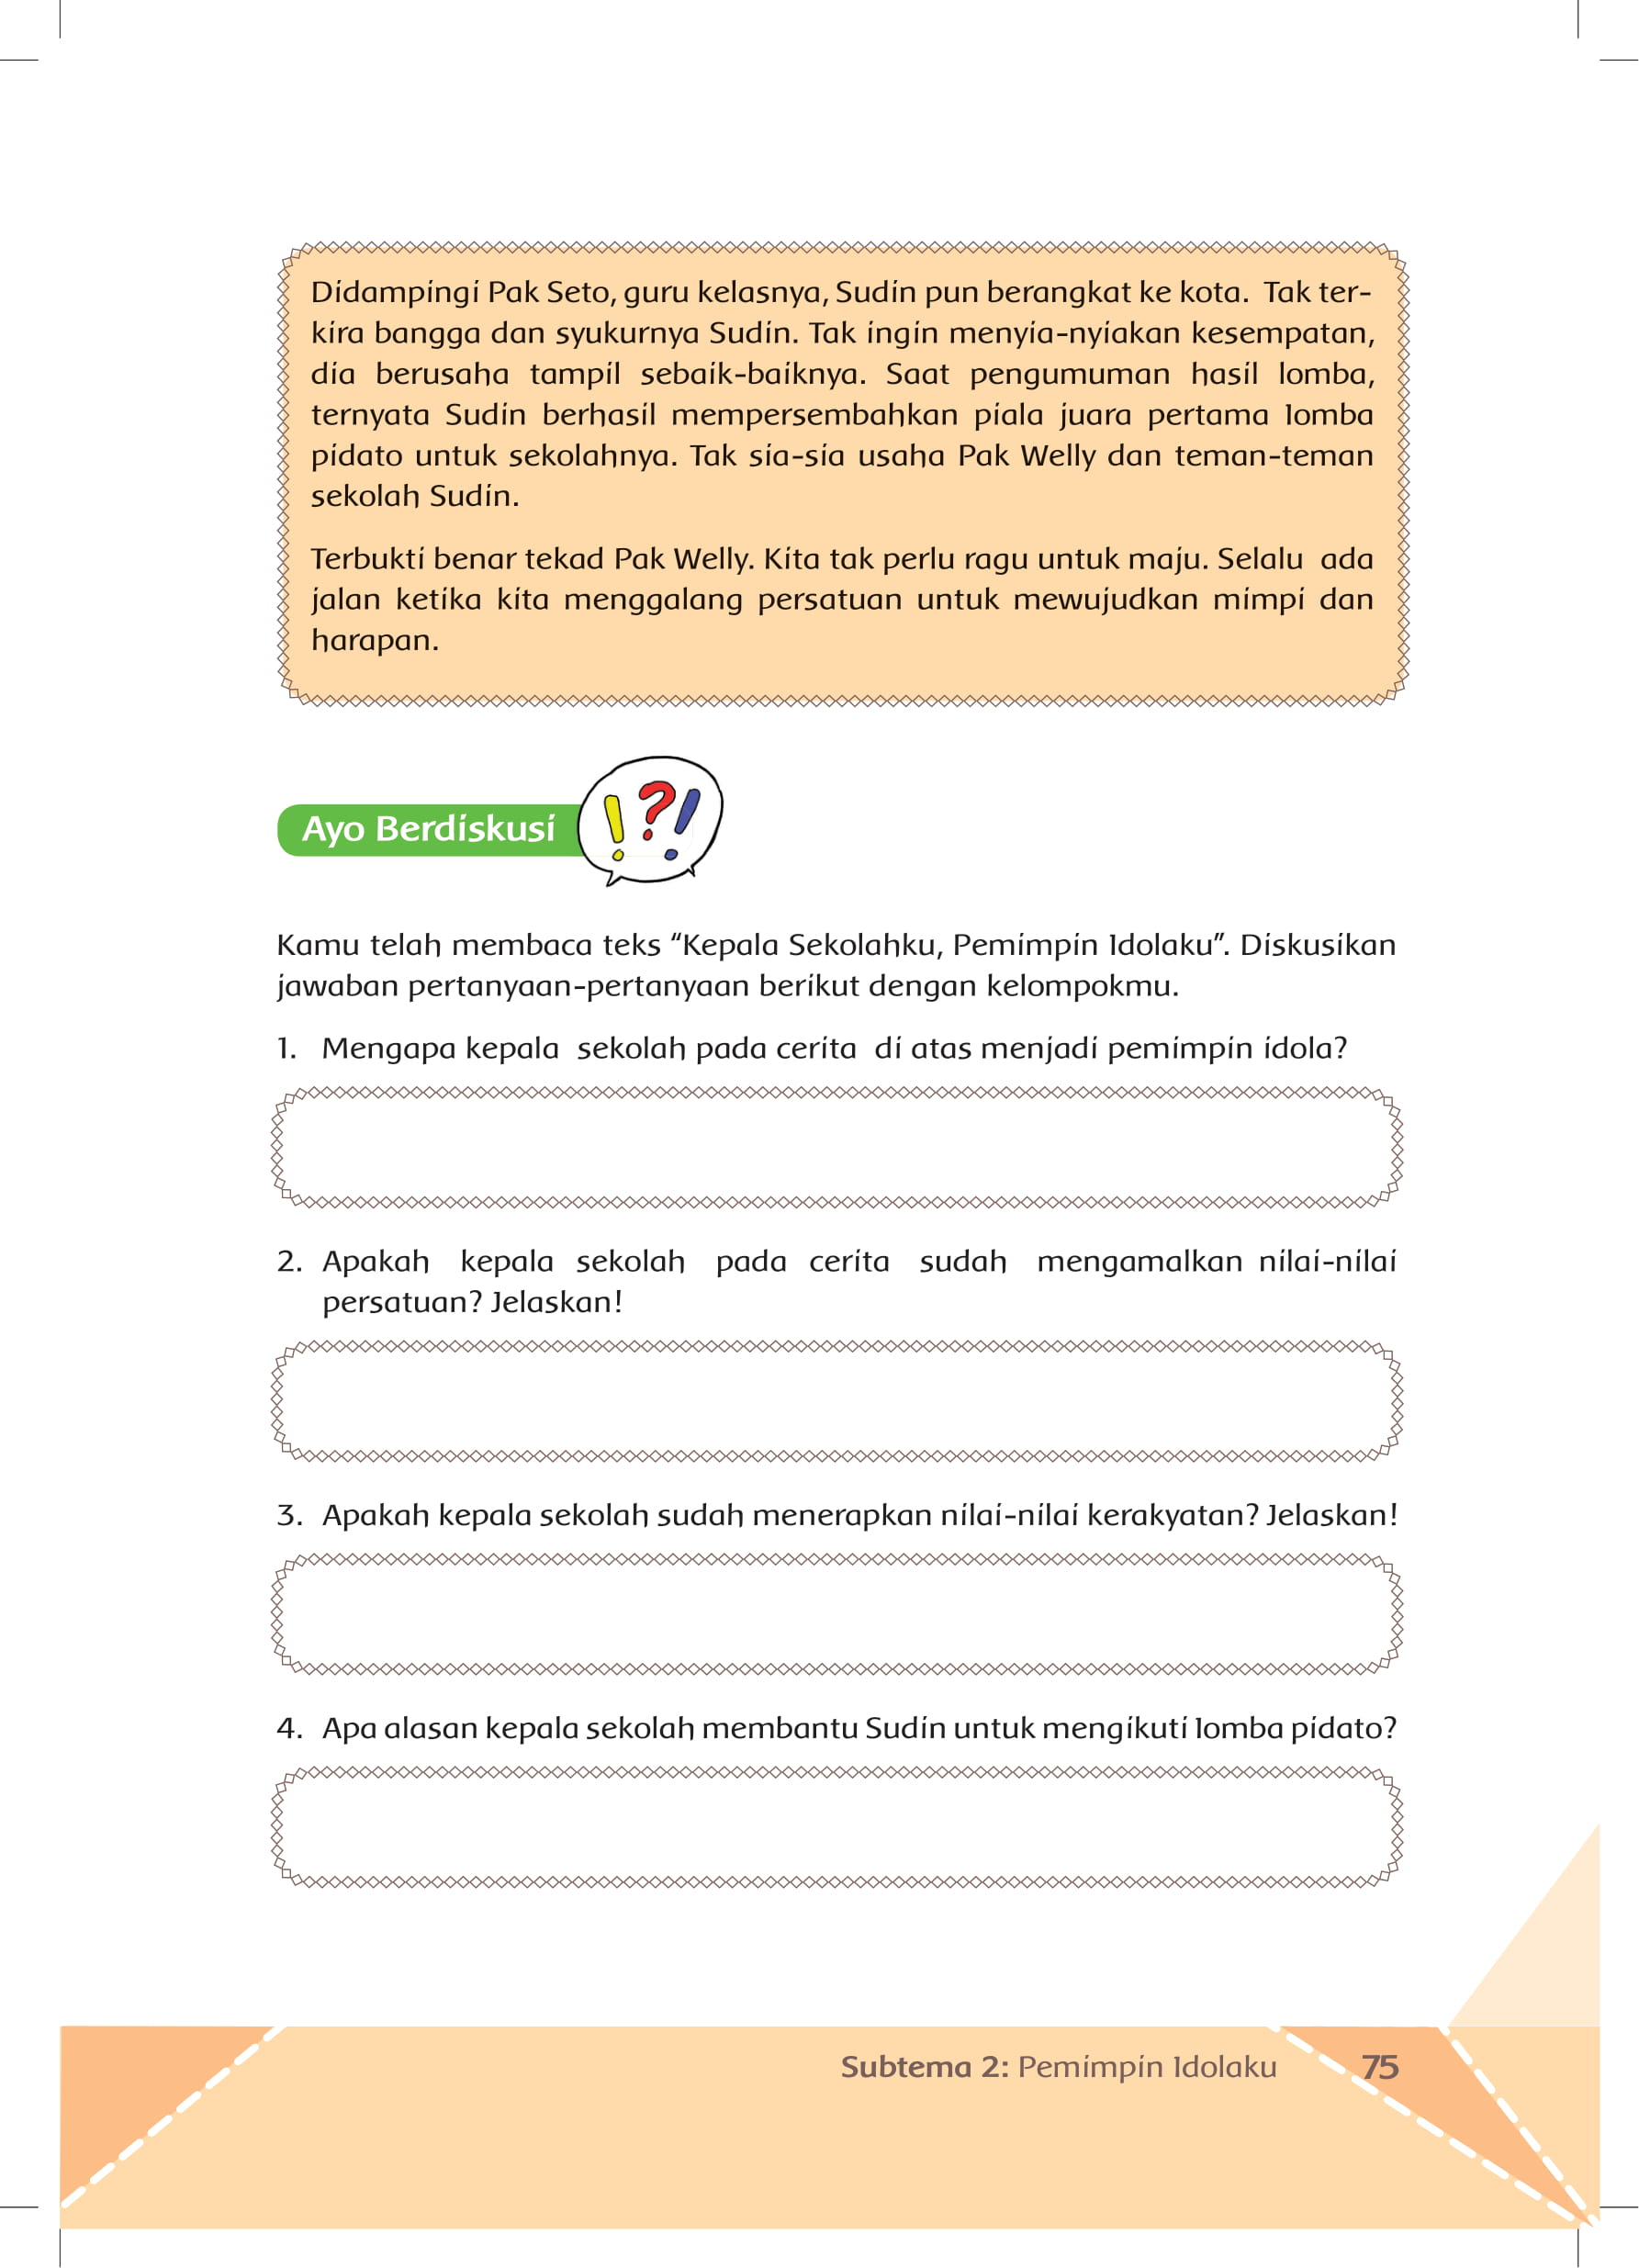 Didampingi Pak Seto, guru kelasnya, Sudin pun berangkat ke kota. Tak ter-
kira bangga dan syukurnya Sudin. Tak ingin menyia-nyiakan kesempatan,
dia berusaha tampil sebaik-baiknya. Saat pengumuman hasil lomba,
ternyata Sudin berhasil mempersembahkan piala juara pertama lomba
pidato untuk sekolahnya. Tak sia-sia usaha Pak Welly dan teman-teman
sekolah Sudin.
Terbukti benar tekad Pak Welly. Kita tak perlu ragu untuk maju. Selalu ada
jalan ketika kita menggalang persatuan untuk mewujudkan mimpi dan
harapan.
Ayo Berdiskusi
!?!
Kamu telah membaca teks “Kepala Sekolahku, Pemimpin Idolaku”. Diskusikan
jawaban pertanyaan-pertanyaan berikut dengan kelompokmu.
1. Mengapa kepala sekolah pada cerita di atas menjadi pemimpin idola?
2. Apakah kepala sekolah pada cerita sudah mengamalkan nilai-nilai
persatuan? Jelaskan!
3. Apakah kepala sekolah sudah menerapkan nilai-nilai kerakyatan? Jelaskan!
4. Apa alasan kepala sekolah membantu Sudin untuk mengikuti lomba pidato?
Subtema 2: Pemimpin Idolaku 75